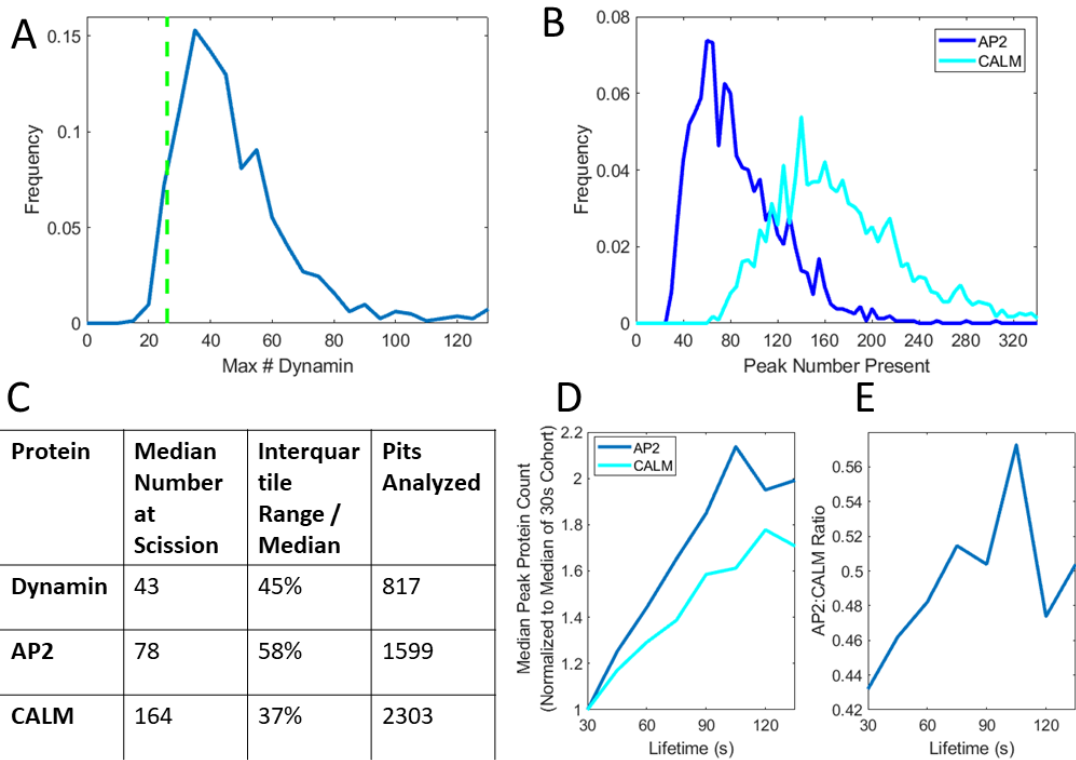 A
0.15
0.1
0.05
0
0 20 40 60 80 100 120
Frequency
Max # Dynamin
B
0.08
0.06
0.04
0.02
0
0 40 80 120 160 200 240 280 320
Frequency
Peak Number Present
AP2
CALM
C
Protein
Median
Number
at
Scission
Interquar
tile
Range /
Median
Pits
Analyzed
Dynamin 43 45% 817
AP2 78 58% 1599
CALM 164 37% 2303
D
2.2
2
1.8
1.6
1.4
1.2
1
30 60 90 120
Median Peak Protein Count
(Normalized to Median of 30s Cohort)
Lifetime (s)
AP2
CALM
E
0.56
0.54
0.52
0.5
0.48
0.46
0.44
0.42
30 60 90 120
AP2:CALM Ratio
Lifetime (s)